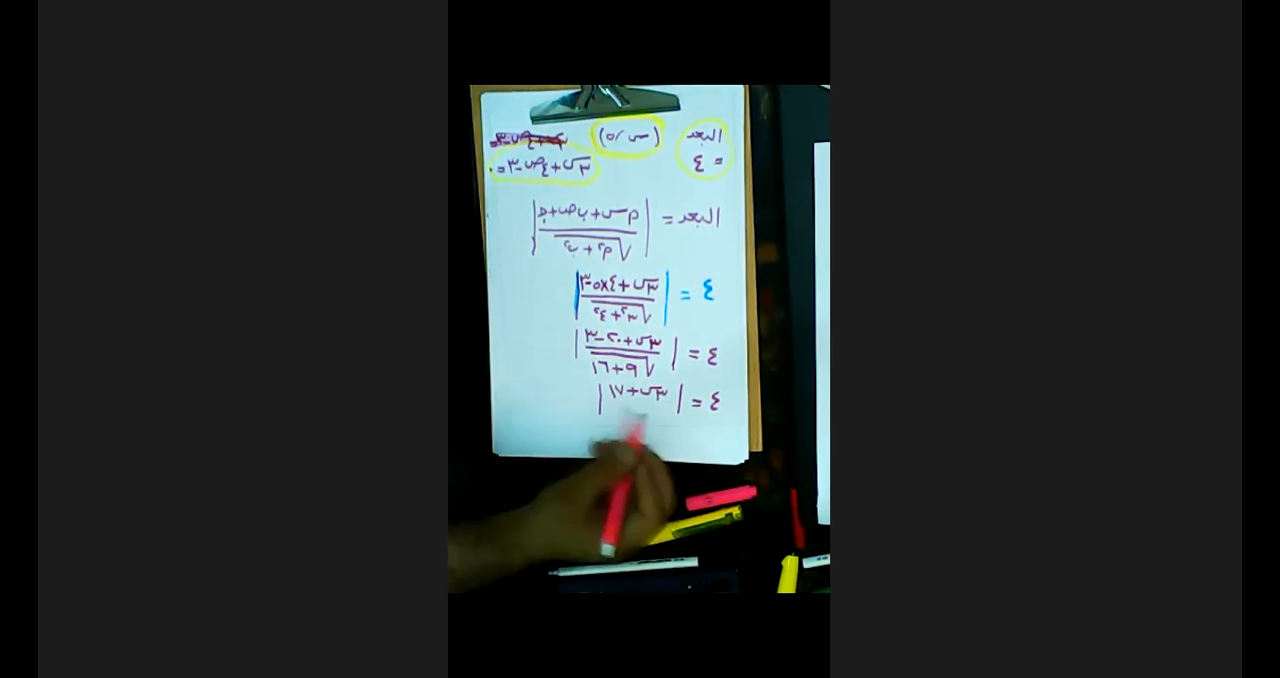 البعد (س ، ٥)
= ٤ ٣س + ٤ص - ٣ = ٠
البعد = | أس + ب ص + جـ / √أ² + ب² |
٤ = | ٣س + ٤×٥ - ٣ / √٣² + ٤² |
٤ = | ٣س + ٢٠ - ٣ / √٩ + ١٦ |
٤ = | ٣س + ١٧ |